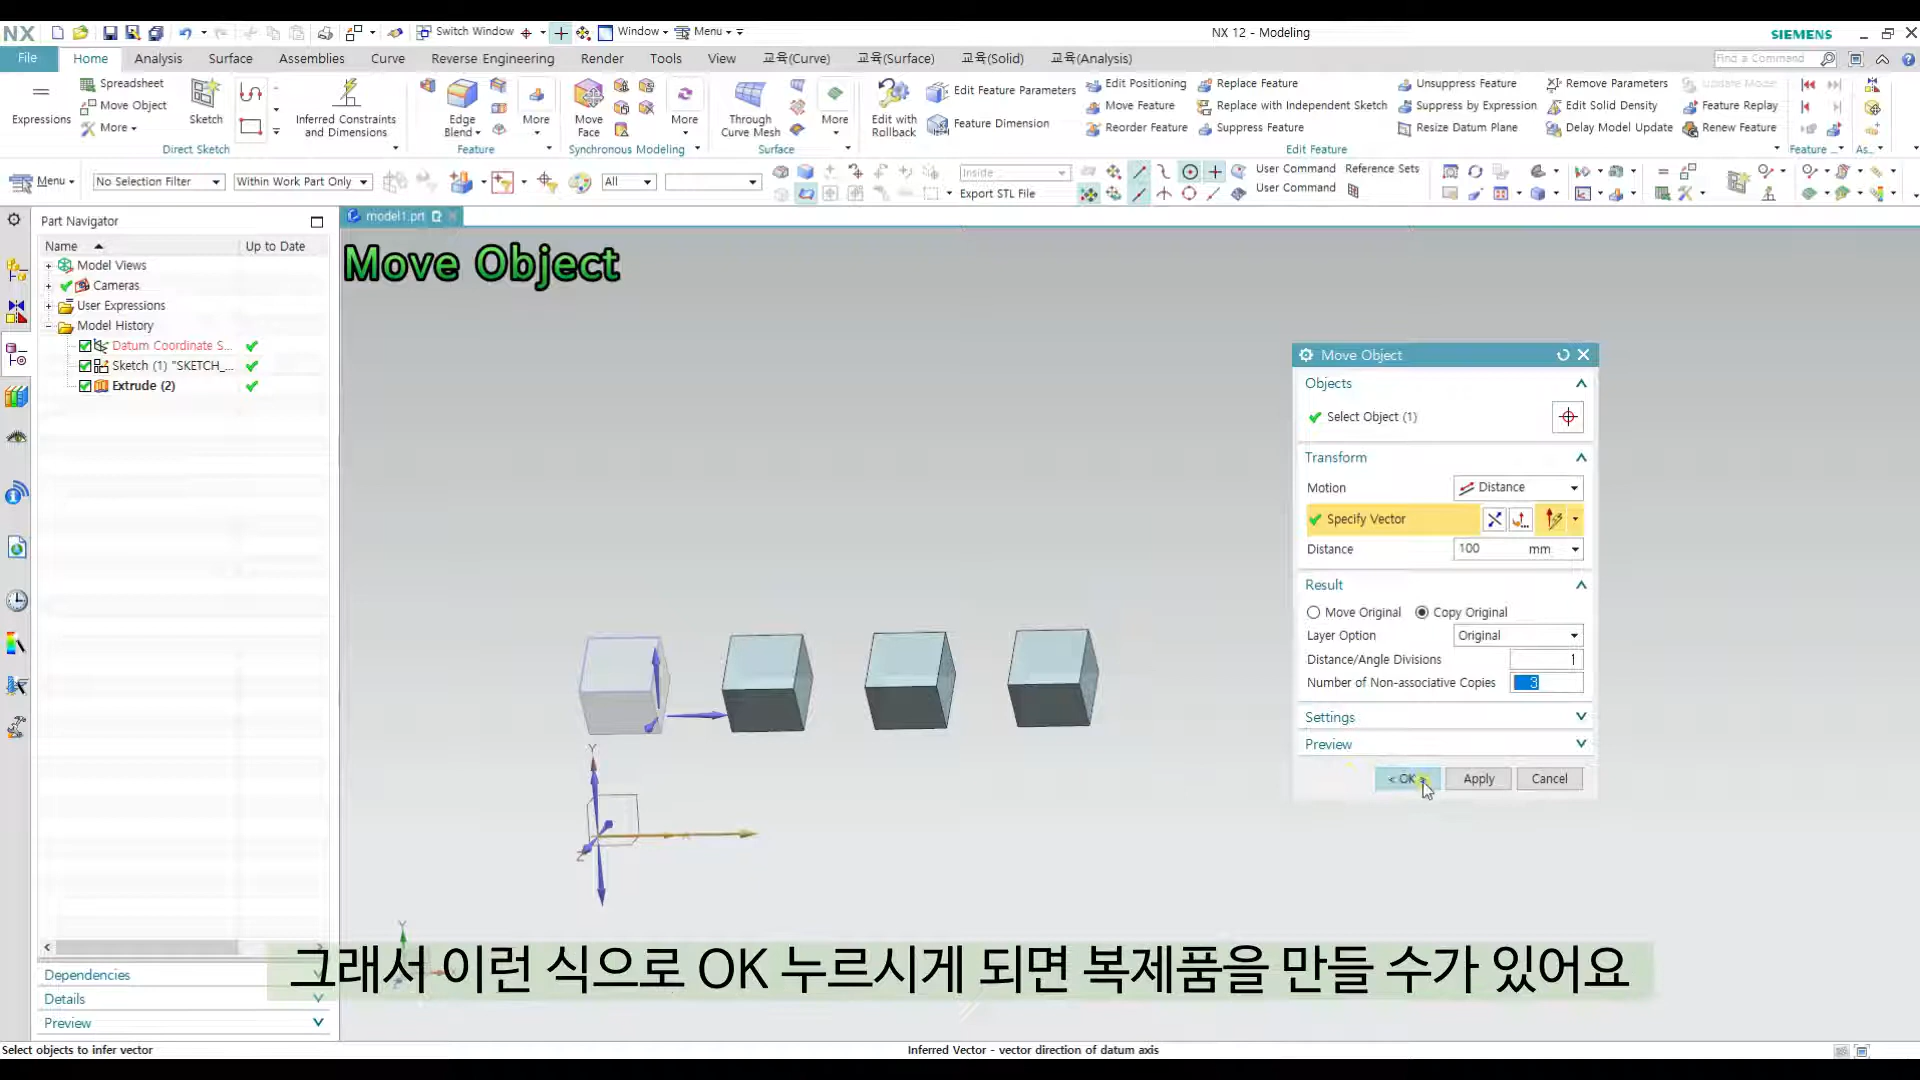 NX
Switch Window
Window
Menu
NX 12 - Modeling
SIEMENS
File
Home
Analysis
Surface
Assemblies
Curve
Reverse Engineering
Render
Tools
View
교육(Curve)
교육(Surface)
교육(Solid)
교육(Analysis)
Find a Command
Expressions
Spreadsheet
Move Object
More
Sketch
Inferred Constraints
and Dimensions
Direct Sketch
Edge
Blend
More
Feature
Move
Face
More
Synchronous Modeling
Through
Curve Mesh
More
Surface
Edit with
Rollback
Edit Feature Parameters
Feature Dimension
Edit Positioning
Move Feature
Reorder Feature
Replace Feature
Replace with Independent Sketch
Suppress Feature
Unsuppress Feature
Suppress by Expression
Resize Datum Plane
Remove Parameters
Edit Solid Density
Delay Model Update
Update Model
Feature Replay
Renew Feature
Edit Feature
Feature ...
As...
Menu
No Selection Filter
Within Work Part Only
All
Inside
Export STL File
User Command
User Command
Reference Sets
Part Navigator
Name
Up to Date
Model Views
Cameras
User Expressions
Model History
Datum Coordinate S...
Sketch (1) "SKETCH_...
Extrude (2)
Dependencies
Details
Preview
model1.prt
Move Object
Y
X
Z
Y
Move Object
Objects
Select Object (1)
Transform
Motion
Distance
Specify Vector
Distance
100
mm
Result
Move Original
Copy Original
Layer Option
Original
Distance/Angle Divisions
1
Number of Non-associative Copies
3
Settings
Preview
< OK >
Apply
Cancel
그래서 이런 식으로 OK 누르시게 되면 복제품을 만들 수가 있어요
Select objects to infer vector
Inferred Vector - vector direction of datum axis